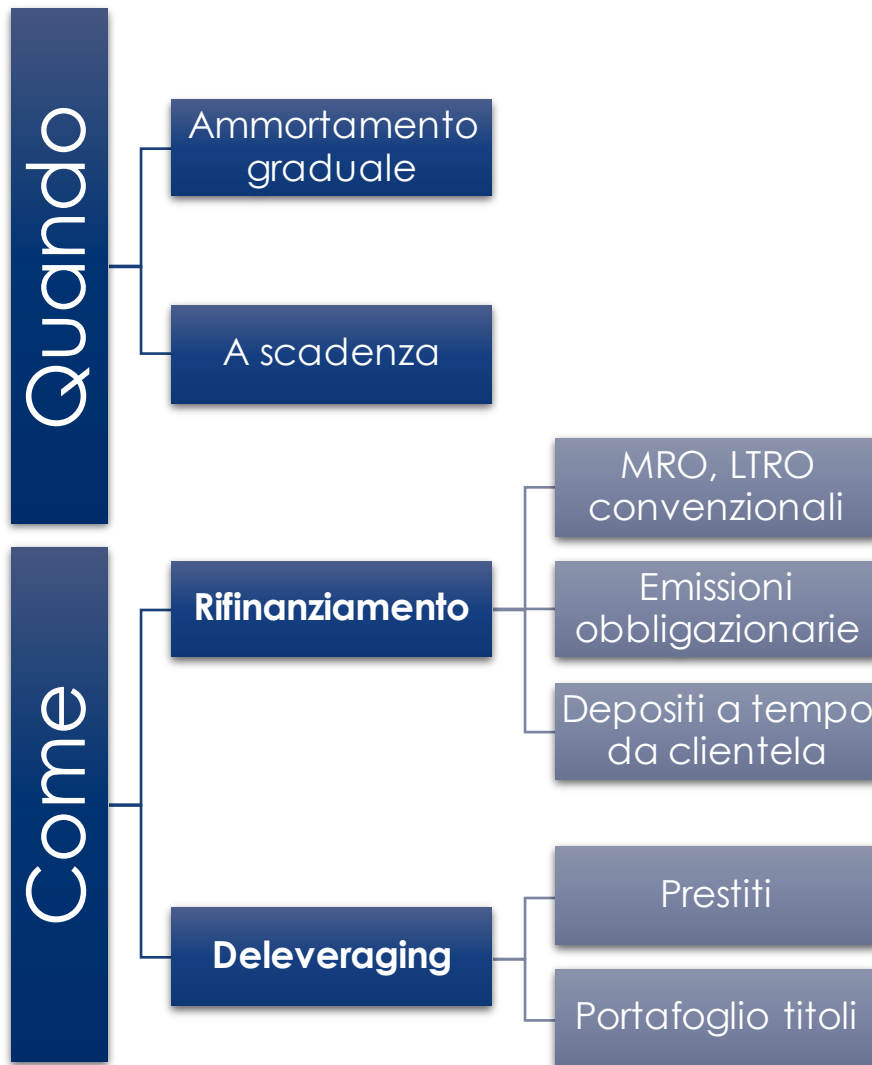 Quando
Ammortamento
graduale
A scadenza
Come
Rifinanziamento
MRO, LTRO
convenzionali
Emissioni
obbligazionarie
Depositi a tempo
da clientela
Deleveraging
Prestiti
Portafoglio titoli